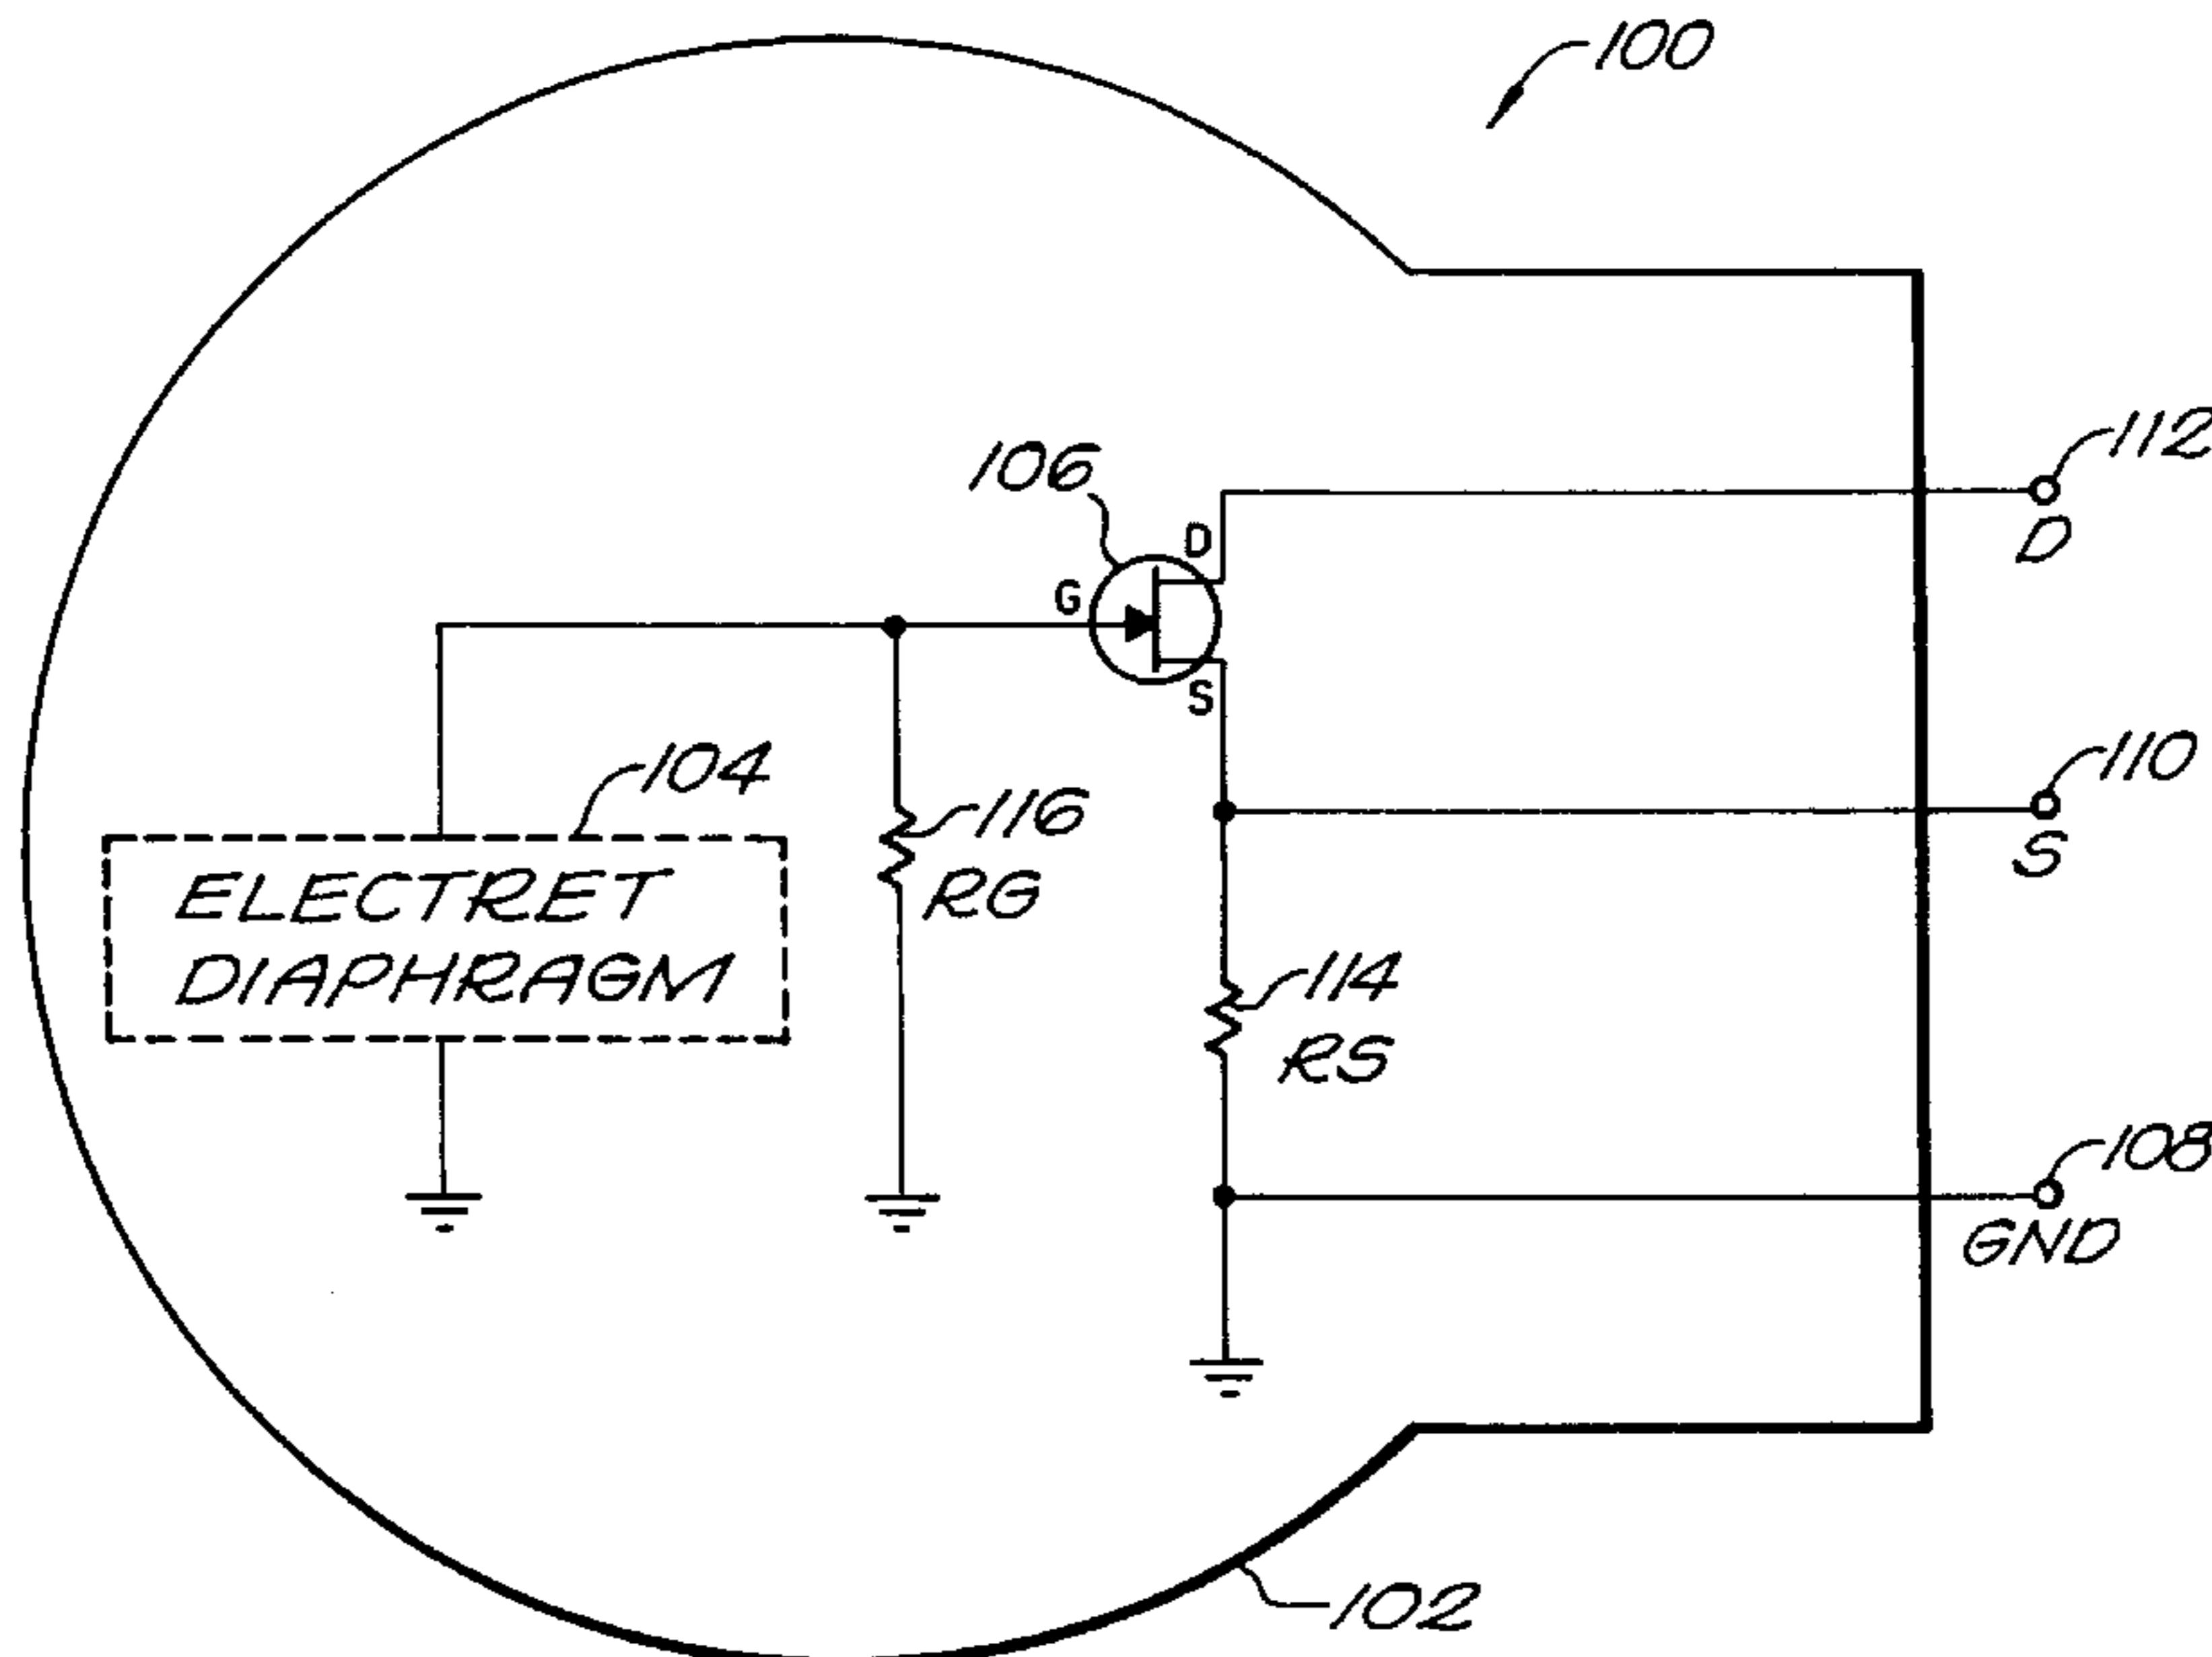 100
112
106
D
D
G
S
110
104
S
116
ELECTRET
RG
DIAPHRAGM
114
RS
108
GND
102